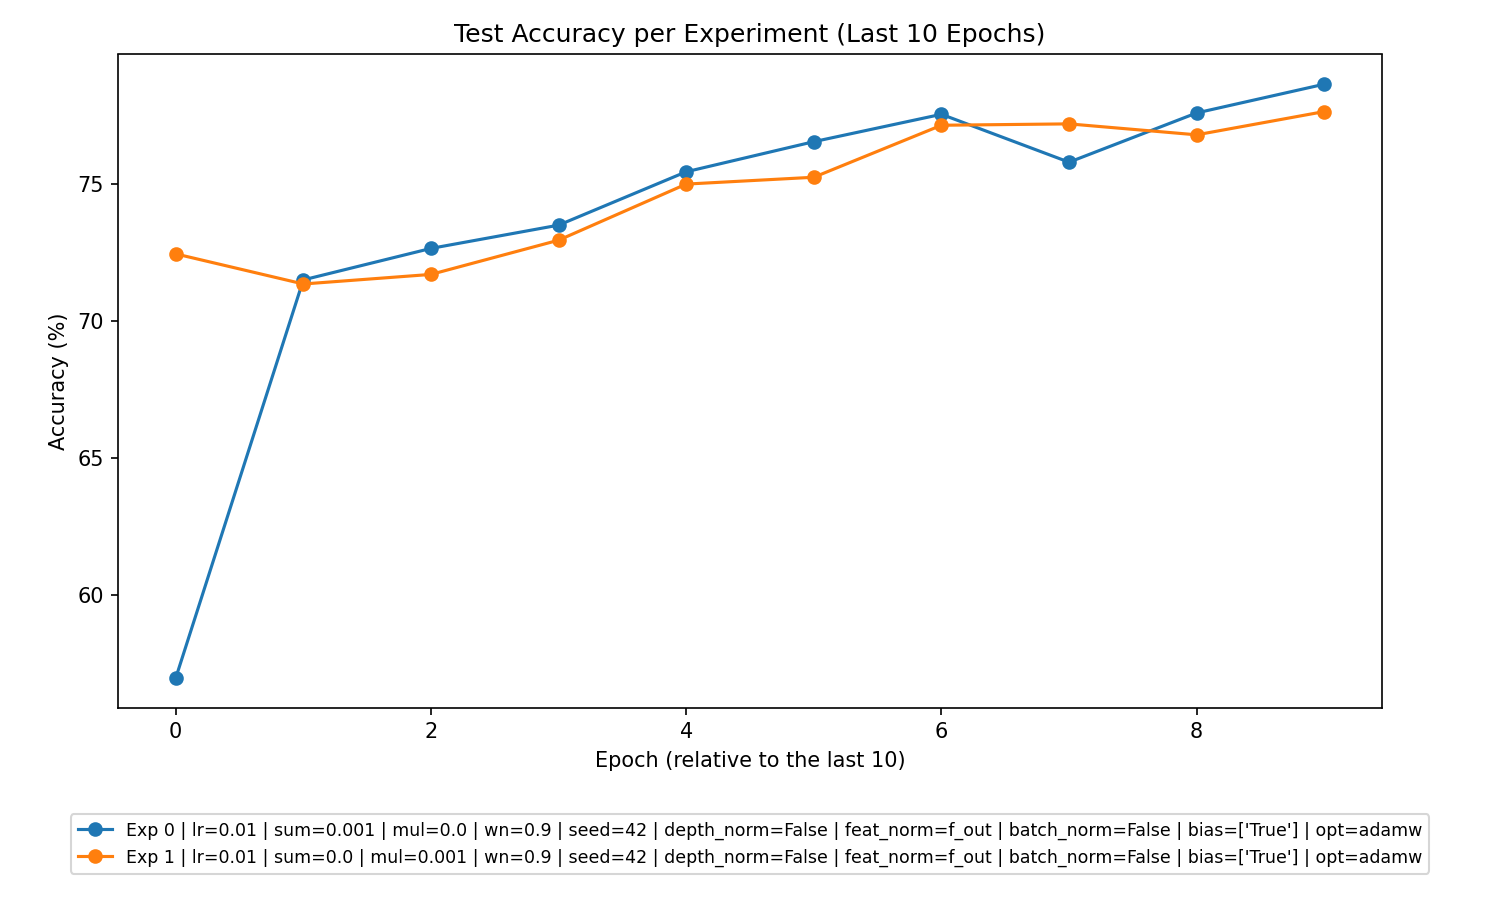 Test Accuracy per Experiment (Last 10 Epochs)
Accuracy (%)
75
70
65
60
0 2 4 6 8
Epoch (relative to the last 10)
Exp 0 | lr=0.01 | sum=0.001 | mul=0.0 | wn=0.9 | seed=42 | depth_norm=False | feat_norm=f_out | batch_norm=False | bias=['True'] | opt=adamw
Exp 1 | lr=0.01 | sum=0.0 | mul=0.001 | wn=0.9 | seed=42 | depth_norm=False | feat_norm=f_out | batch_norm=False | bias=['True'] | opt=adamw